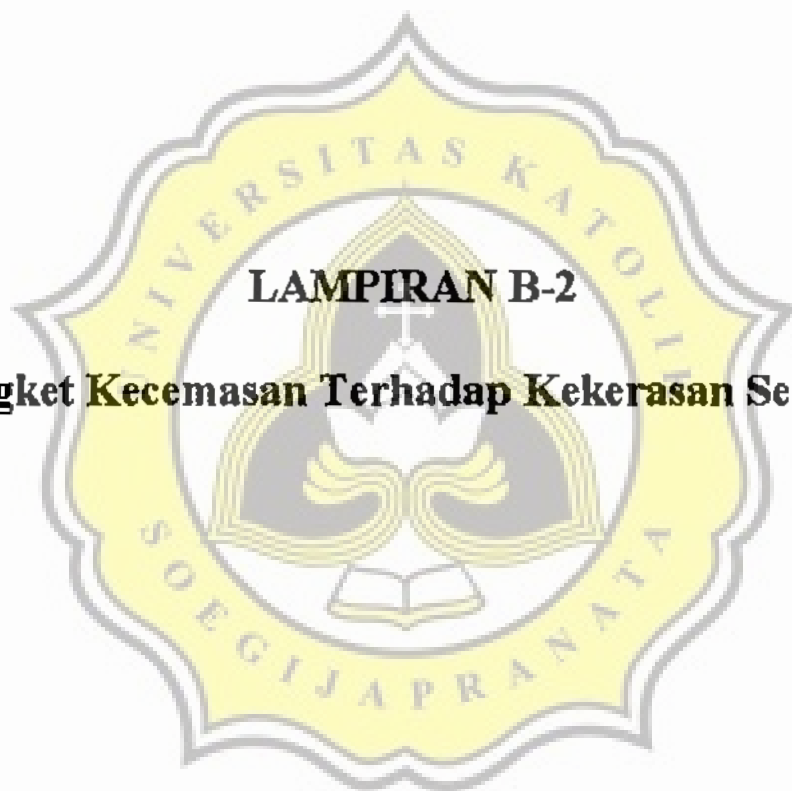 UNIVERSITAS KATOLIK
LAMPIRAN B-2
gket Kecemasan Terhadap Kekerasan Se
SOEGIJAPRANATA